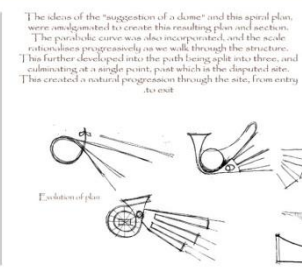 The ideas of the "suggestion of a dome" and this spiral plan,
were amalgamated to create this resulting plan and section.
The parabolic curve was also incorporated, and the scale
rationalises progressively as we walk through the structure.
This further developed into the path being split into three, and
culminating at a single point, past which is the disputed site.
This created a natural progression through the site, from entry
.to exit
Evolution of plan